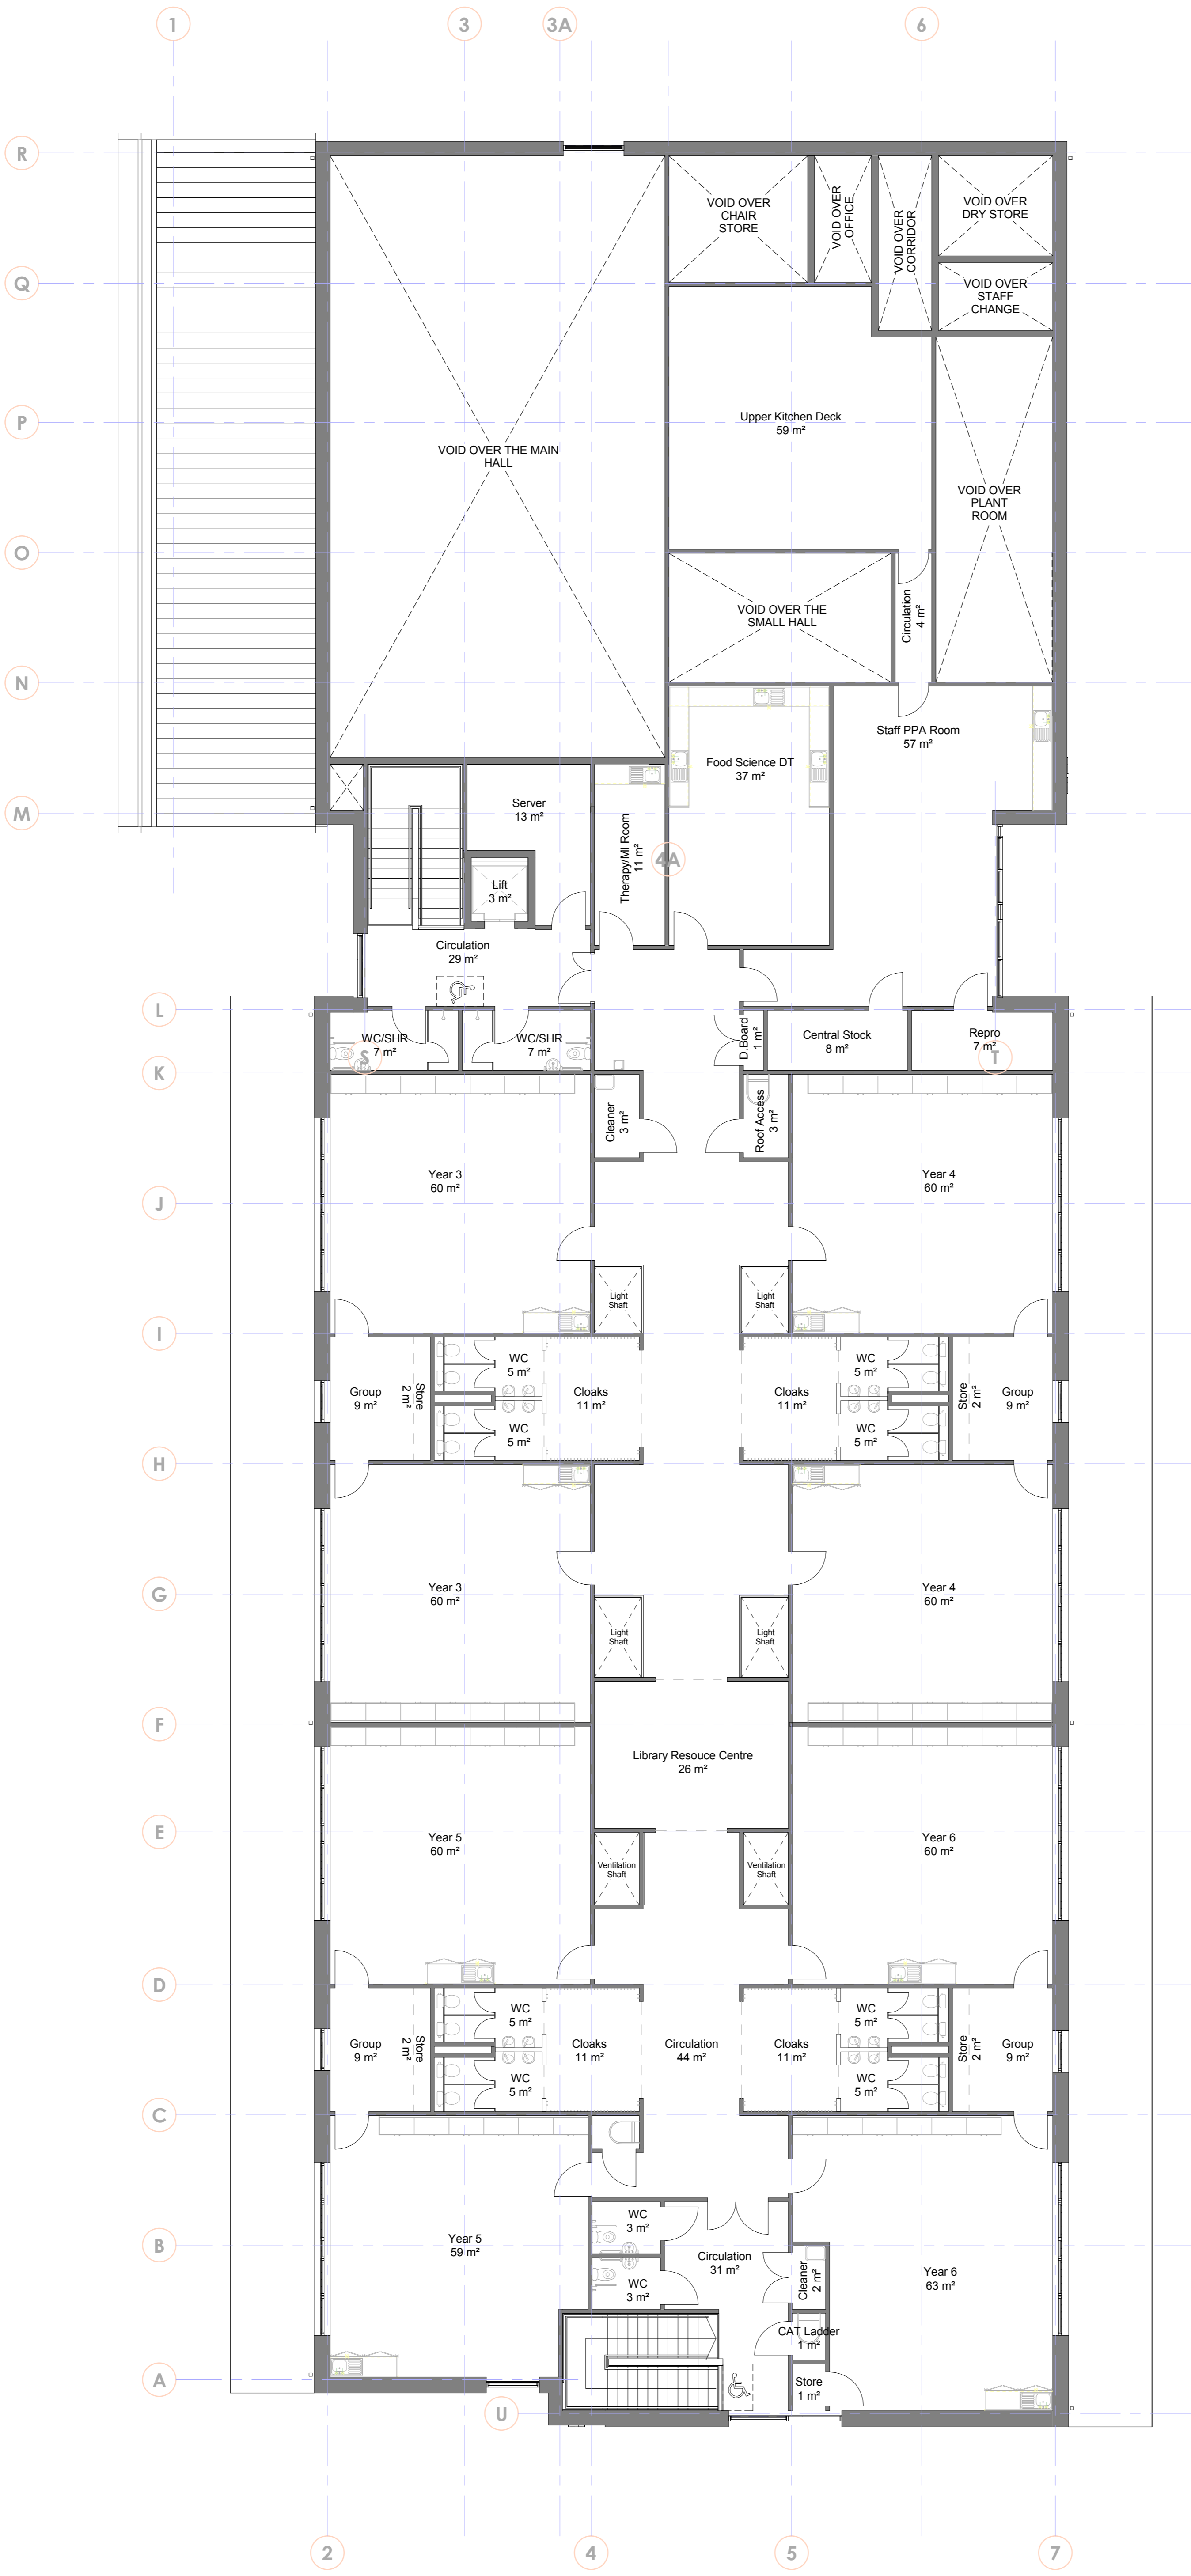 1
3
3A
6
R
VOID OVER
CHAIR
STORE
VOID OVER
OFFICE
VOID OVER
CORRIDOR
VOID OVER
DRY STORE
Q
VOID OVER
STAFF
CHANGE
P
Upper Kitchen Deck
59 m²
VOID OVER THE MAIN
HALL
VOID OVER
PLANT
ROOM
O
VOID OVER THE
SMALL HALL
Circulation
4 m²
N
Staff PPA Room
57 m²
Food Science DT
37 m²
Server
13 m²
M
Therapy/MI Room
11 m²
4A
Lift
3 m²
Circulation
29 m²
L
WC/SHR
7 m²
S
WC/SHR
7 m²
D.Board
1 m²
Central Stock
8 m²
Repro
7 m²
T
K
Cleaner
3 m²
Roof Access
3 m²
Year 3
60 m²
Year 4
60 m²
J
Light
Shaft
Light
Shaft
I
Group
9 m²
Store
2 m²
WC
5 m²
Cloaks
11 m²
Cloaks
11 m²
WC
5 m²
Store
2 m²
Group
9 m²
WC
5 m²
WC
5 m²
H
Year 3
60 m²
Year 4
60 m²
G
Light
Shaft
Light
Shaft
F
Library Resouce Centre
26 m²
E
Year 5
60 m²
Year 6
60 m²
Ventilation
Shaft
Ventilation
Shaft
D
Group
9 m²
Store
2 m²
WC
5 m²
Cloaks
11 m²
Circulation
44 m²
Cloaks
11 m²
WC
5 m²
Store
2 m²
Group
9 m²
WC
5 m²
WC
5 m²
C
WC
3 m²
B
Year 5
59 m²
Circulation
31 m²
Cleaner
2 m²
Year 6
63 m²
WC
3 m²
CAT Ladder
1 m²
A
Store
1 m²
U
2
4
5
7